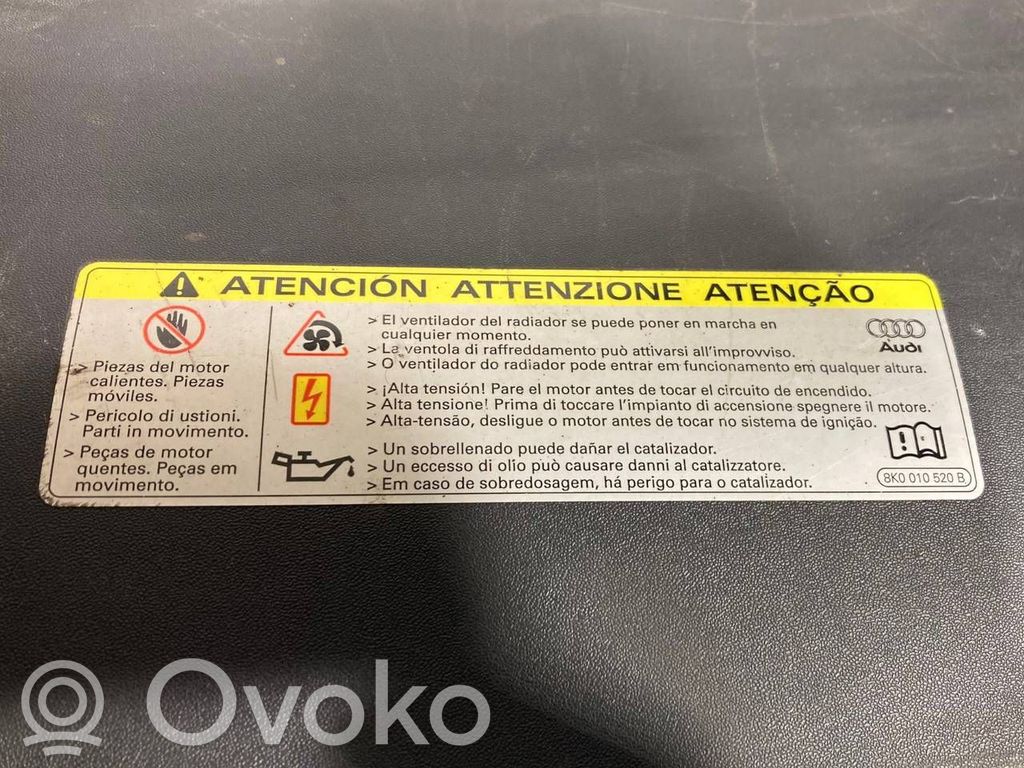 ATENCIÓN ATTENZIONE ATENÇÃO
> Piezas del motor
calientes. Piezas
móviles.
> Pericolo di ustioni.
Parti in movimento.
> Peças de motor
quentes. Peças em
movimento.
> El ventilador del radiador se puede poner en marcha en
cualquier momento.
> La ventola di raffreddamento può attivarsi all'improvviso.
> O ventilador do radiador pode entrar em funcionamento em qualquer altura.
> ¡Alta tensión! Pare el motor antes de tocar el circuito de encendido.
> Alta tensione! Prima di toccare l'impianto di accensione spegnere il motore.
> Alta-tensão, desligue o motor antes de tocar no sistema de ignição.
> Un sobrellenado puede dañar el catalizador.
> Un eccesso di olio può causare danni al catalizzatore.
> Em caso de sobredosagem, há perigo para o catalizador.
Audi
8K0 010 520 B
Ovoko